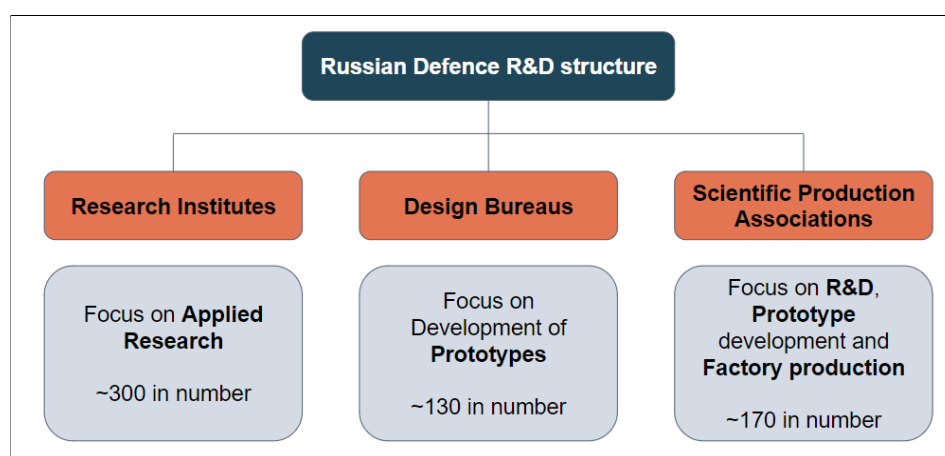 Russian Defence R&D structure
Research Institutes
Design Bureaus
Scientific Production
Associations
Focus on Applied
Research
~300 in number
Focus on
Development of
Prototypes
~130 in number
Focus on R&D,
Prototype
development and
Factory production
~170 in number